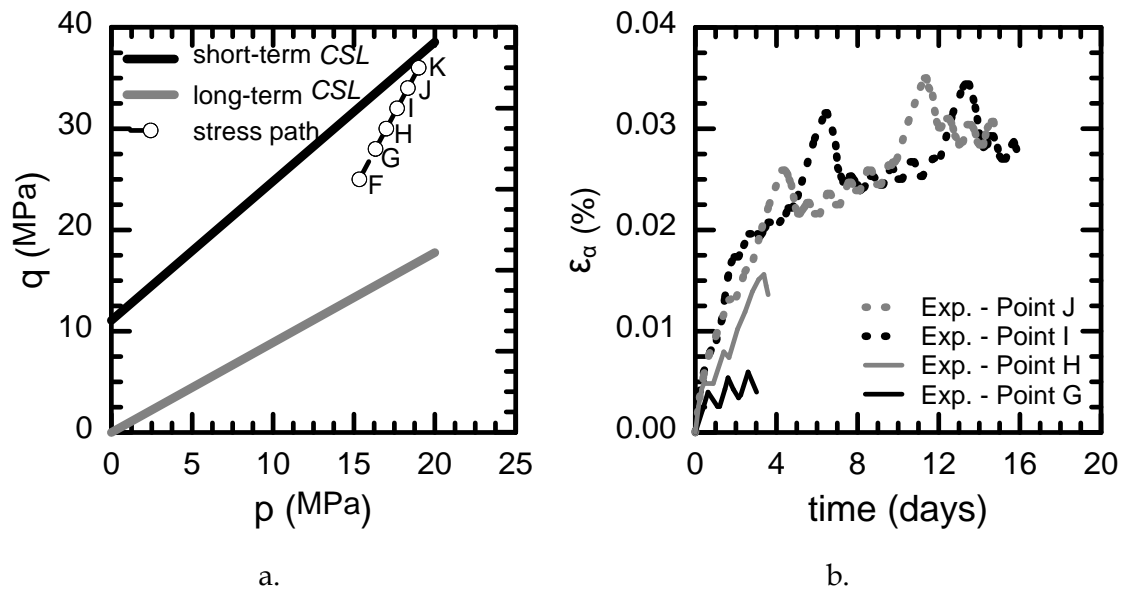 40
30
20
10
0
q (MPa)
short-term CSL
long-term CSL
stress path
K
J
I
H
G
F
0 5 10 15 20 25
p (MPa)
a.
0.04
0.03
0.02
0.01
0.00
εα (%)
Exp. - Point J
Exp. - Point I
Exp. - Point H
Exp. - Point G
0 4 8 12 16 20
time (days)
b.